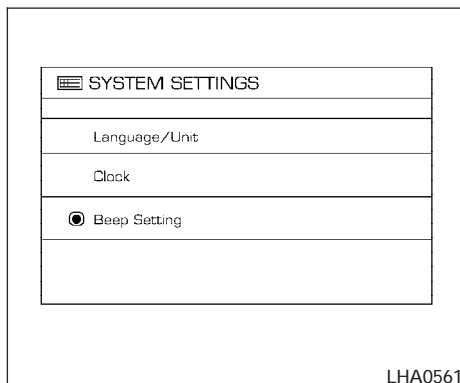 SYSTEM SETTINGS
Language/Unit
Clock
Beep Setting
LHA0561